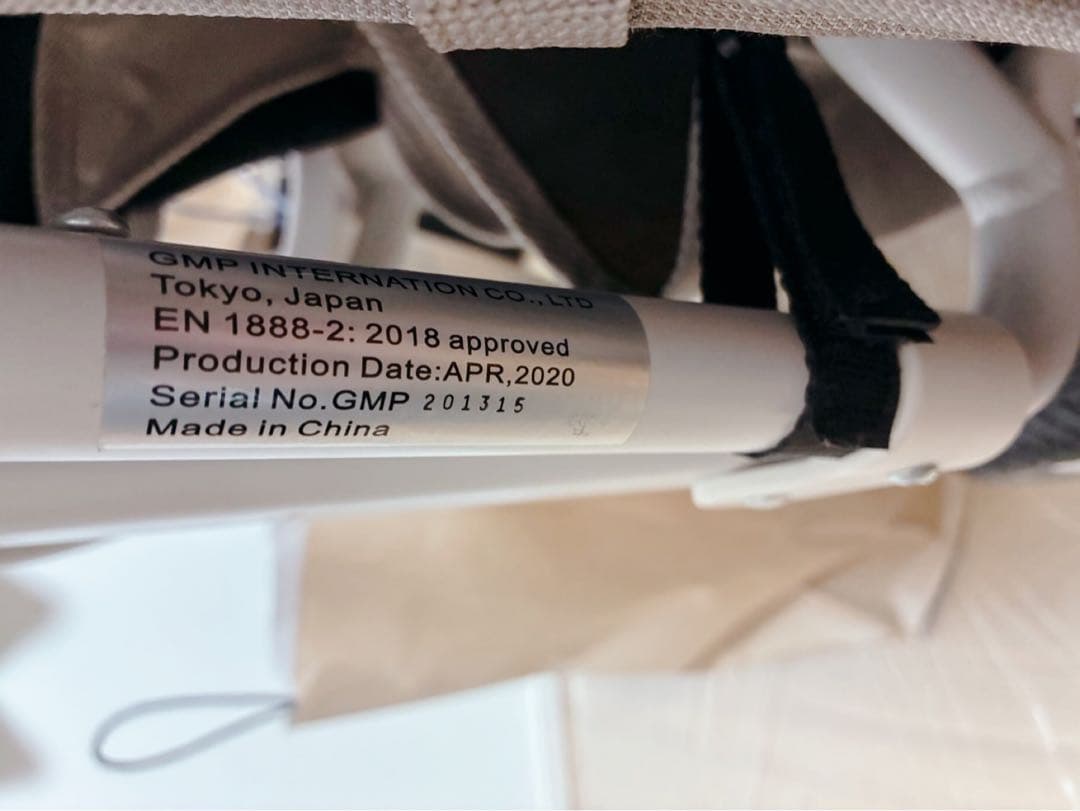 GMP INTERNATION CO.,LTD
Tokyo, Japan
EN 1888-2: 2018 approved
Production Date:APR,2020
Serial No.GMP 201315
Made in China